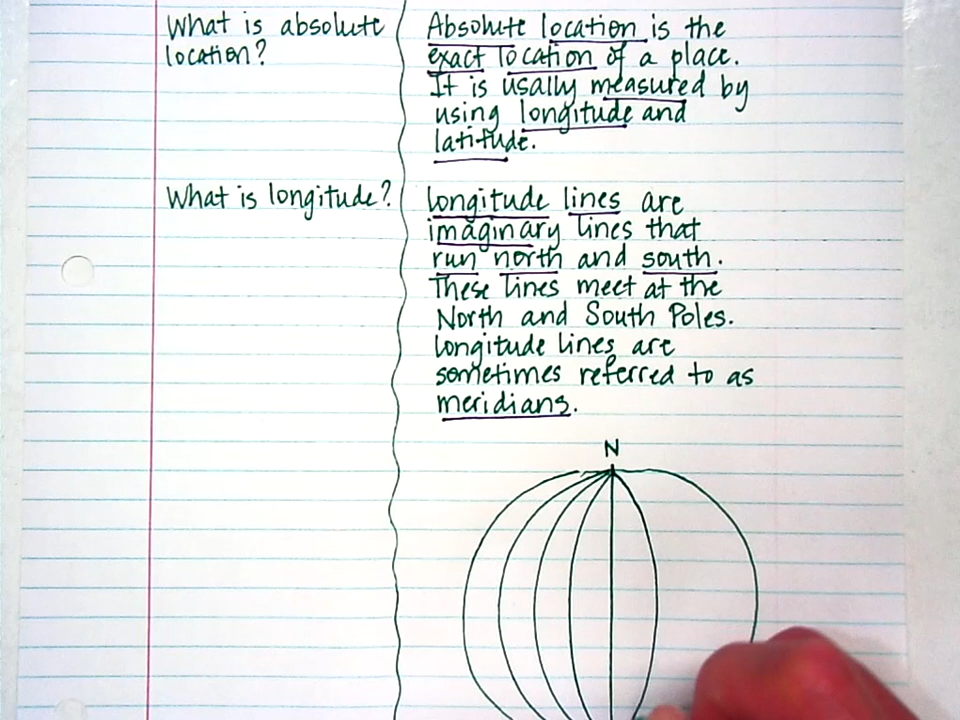 What is absolute
location?
Absolute location is the
exact location of a place.
It is usally measured by
using longitude and
latitude.
What is longitude?
Longitude lines are
imaginary lines that
run north and south.
These lines meet at the
North and South Poles.
Longitude lines are
sometimes referred to as
meridians.
N